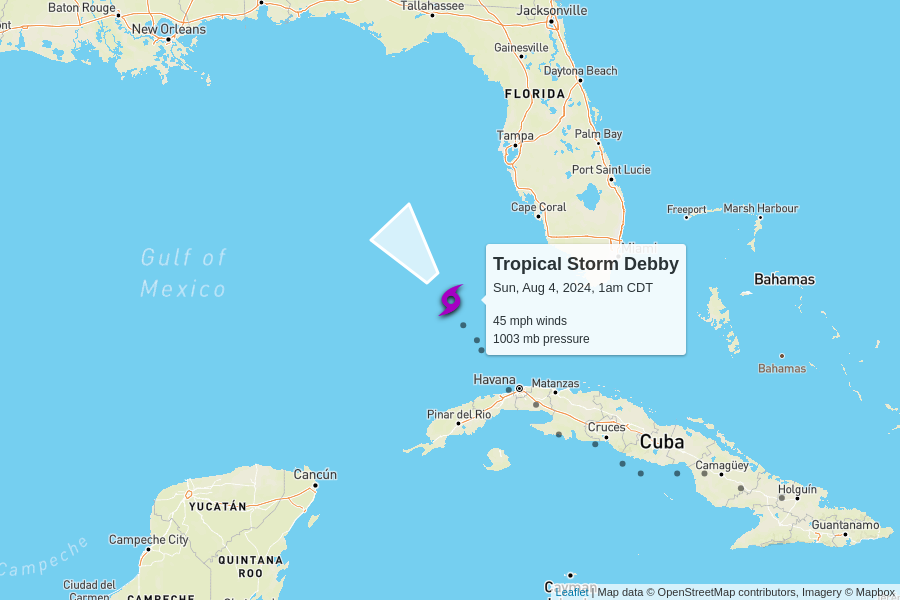 Baton Rouge
New Orleans
Tallahassee
Jacksonville
Gainesville
Daytona Beach
FLORIDA
Tampa
Palm Bay
Port Saint Lucie
Cape Coral
Freeport
Marsh Harbour
Miami
Gulf of
Mexico
Tropical Storm Debby
Sun, Aug 4, 2024, 1am CDT
45 mph winds
1003 mb pressure
Bahamas
Bahamas
Havana
Matanzas
Pinar del Río
Cruces
Cuba
Camagüey
Holguín
Guantanamo
Cancún
YUCATÁN
Campeche City
Campeche
QUINTANA
ROO
Ciudad del
Carmen
CAMPECHE
Cayman
Leaflet | Map data © OpenStreetMap contributors, Imagery © Mapbox